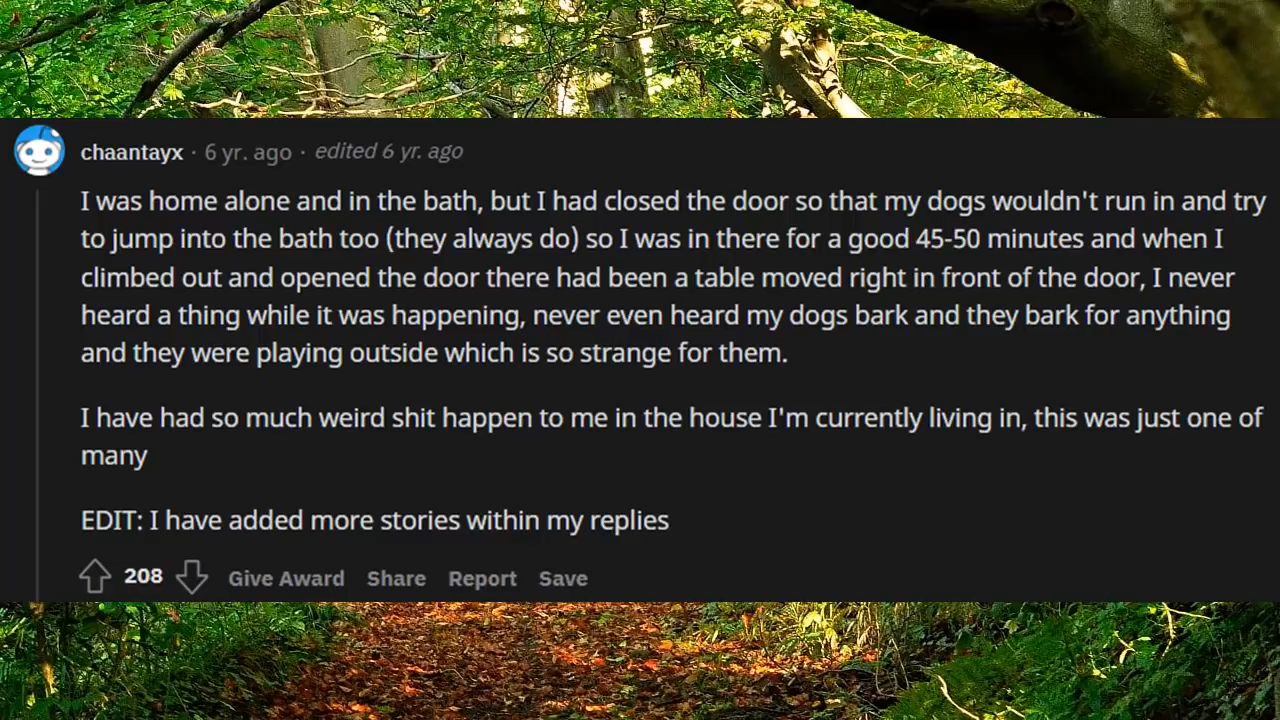 chaantayx · 6 yr. ago · edited 6 yr. ago
I was home alone and in the bath, but I had closed the door so that my dogs wouldn't run in and try
to jump into the bath too (they always do) so I was in there for a good 45-50 minutes and when I
climbed out and opened the door there had been a table moved right in front of the door, I never
heard a thing while it was happening, never even heard my dogs bark and they bark for anything
and they were playing outside which is so strange for them.
I have had so much weird shit happen to me in the house I'm currently living in, this was just one of
many
EDIT: I have added more stories within my replies
208 Give Award Share Report Save